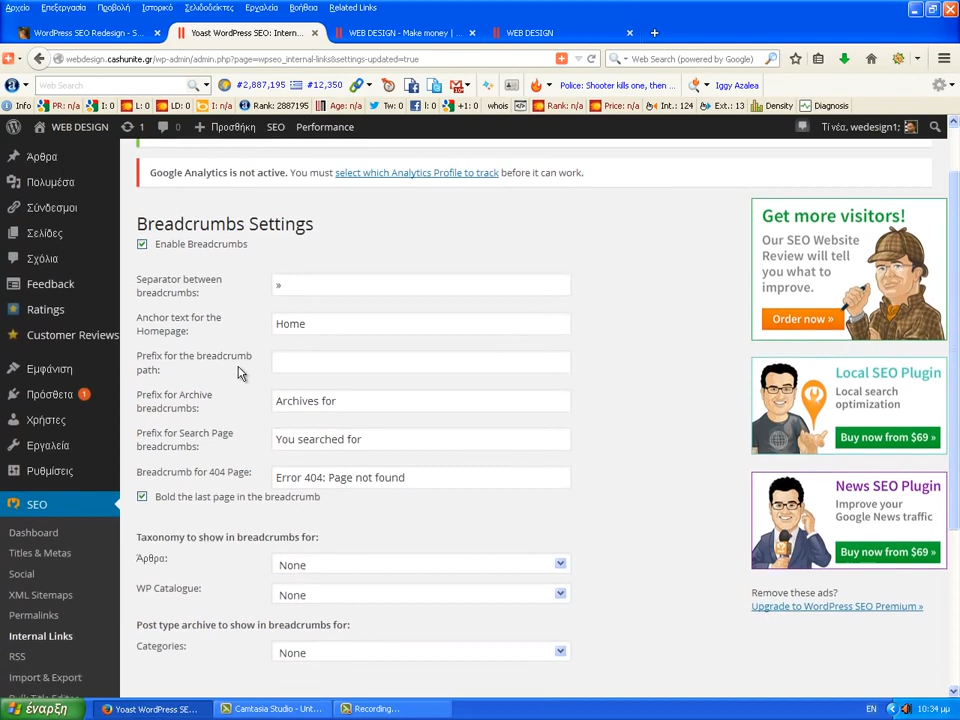 Αρχείο Επεξεργασία Προβολή Ιστορικό Σελιδοδείκτες Εργαλεία Βοήθεια Related Links
WordPress SEO Redesign - S...
Yoast WordPress SEO: Intern...
WEB DESIGN - Make money | ...
WEB DESIGN
webdesign.cashunite.gr/wp-admin/admin.php?page=wpseo_internal-links&settings-updated=true
Web Search (powered by Google)
Web Search
#2,887,195
#12,350
Police: Shooter kills one, then ...
Iggy Azalea
Info PR: n/a I: 0 L: 0 LD: 0 I: n/a Rank: 2887195 Age: n/a Tw: 0 l: 0 +1: 0 whois Rank: n/a Price: n/a Int.: 124 Ext.: 13 Density Diagnosis
WEB DESIGN 1 0 Προσθήκη SEO Performance
Τί νέα, wedesign1;
Άρθρα
Πολυμέσα
Σύνδεσμοι
Σελίδες
Σχόλια
Feedback
Ratings
Customer Reviews
Εμφάνιση
Πρόσθετα 1
Χρήστες
Εργαλεία
Ρυθμίσεις
SEO
Dashboard
Titles & Metas
Social
XML Sitemaps
Permalinks
Internal Links
RSS
Import & Export
Bulk Title Editor
Google Analytics is not active. You must select which Analytics Profile to track before it can work.
Breadcrumbs Settings
Enable Breadcrumbs
Separator between
breadcrumbs:
»
Anchor text for the
Homepage:
Home
Prefix for the breadcrumb
path:
Prefix for Archive
breadcrumbs:
Archives for
Prefix for Search Page
breadcrumbs:
You searched for
Breadcrumb for 404 Page:
Error 404: Page not found
Bold the last page in the breadcrumb
Taxonomy to show in breadcrumbs for:
Άρθρα:
None
WP Catalogue:
None
Post type archive to show in breadcrumbs for:
Categories:
None
Get more visitors!
Our SEO Website
Review will tell
you what to
improve.
Order now »
Local SEO Plugin
Local search
optimization
Buy now from $69 »
News SEO Plugin
Improve your
Google News traffic
Buy now from $69 »
Remove these ads?
Upgrade to WordPress SEO Premium »
έναρξη
Yoast WordPress SE...
Camtasia Studio - Unt...
Recording...
EN
10:34 μμ